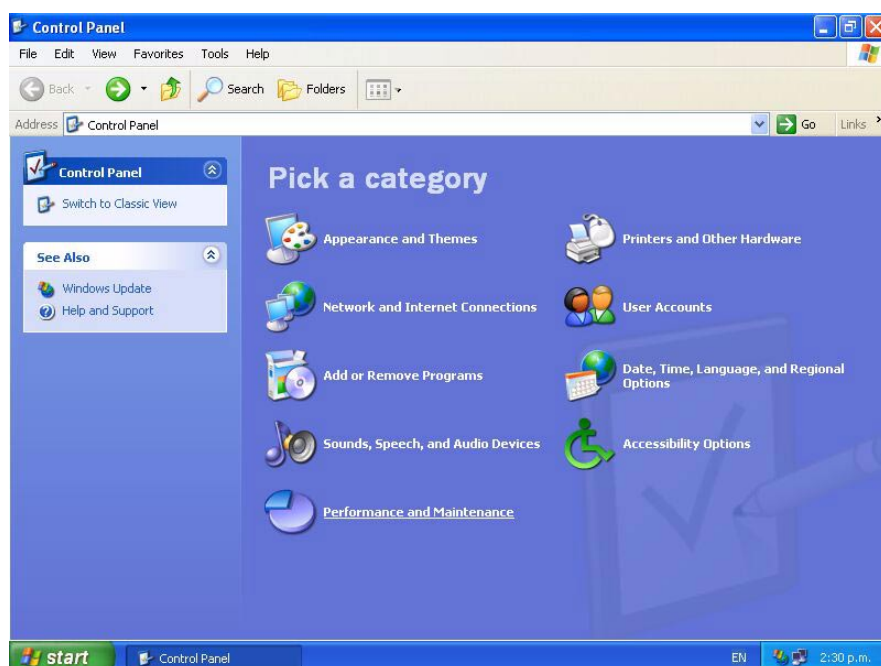 Control Panel
File Edit View Favorites Tools Help
Back Search Folders
Address Control Panel Go Links »
Control Panel
Switch to Classic View
See Also
Windows Update
Help and Support
Pick a category
Appearance and Themes
Printers and Other Hardware
Network and Internet Connections
User Accounts
Add or Remove Programs
Date, Time, Language, and Regional
Options
Sounds, Speech, and Audio Devices
Accessibility Options
Performance and Maintenance
start Control Panel EN 2:30 p.m.